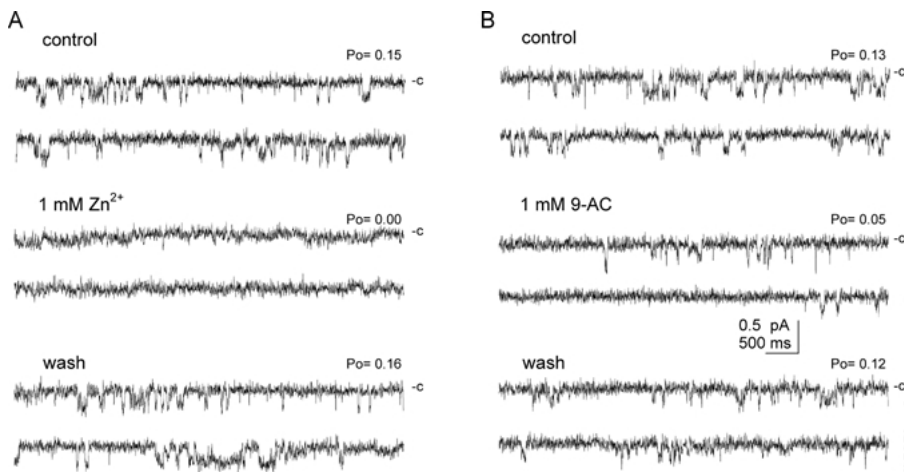 A
control
Po= 0.15
-c
1 mM Zn²⁺
Po= 0.00
-c
wash
Po= 0.16
-c
B
control
Po= 0.13
-c
1 mM 9-AC
Po= 0.05
-c
0.5 pA
500 ms
wash
Po= 0.12
-c